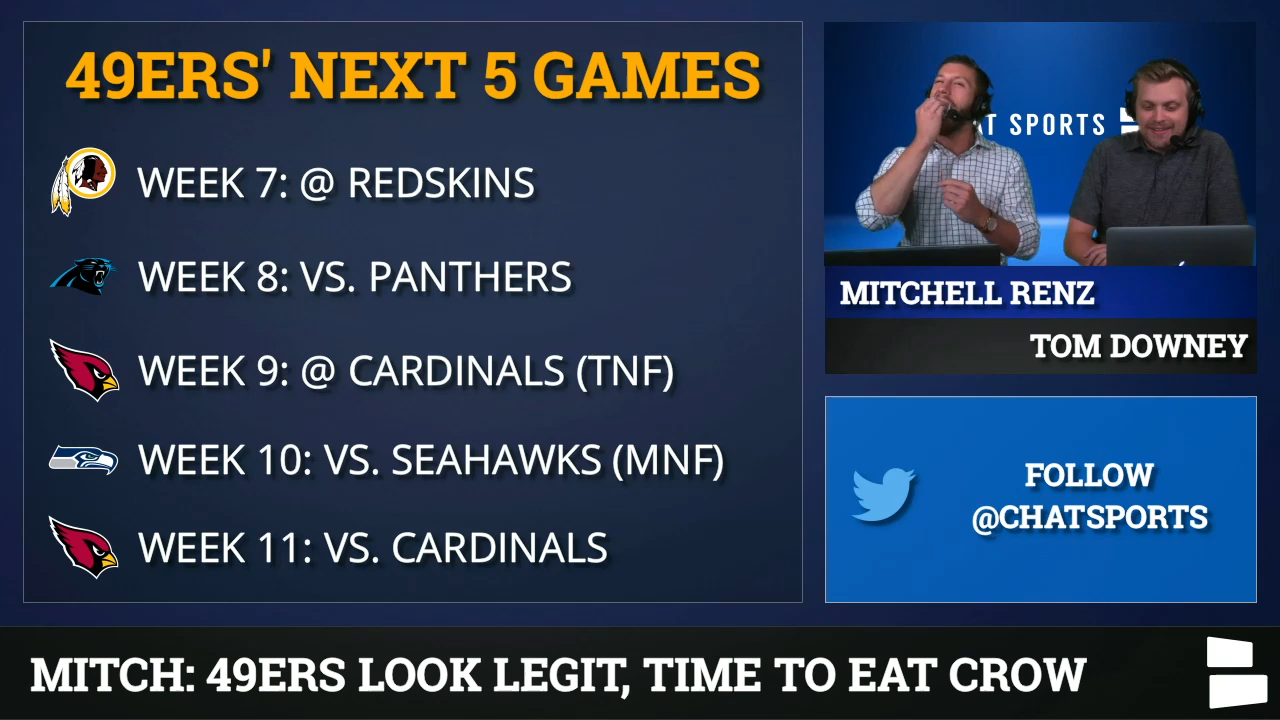 49ERS' NEXT 5 GAMES
WEEK 7: @ REDSKINS
WEEK 8: VS. PANTHERS
WEEK 9: @ CARDINALS (TNF)
WEEK 10: VS. SEAHAWKS (MNF)
WEEK 11: VS. CARDINALS
AT SPORTS
MITCHELL RENZ
TOM DOWNEY
FOLLOW
@CHATSPORTS
MITCH: 49ERS LOOK LEGIT, TIME TO EAT CROW